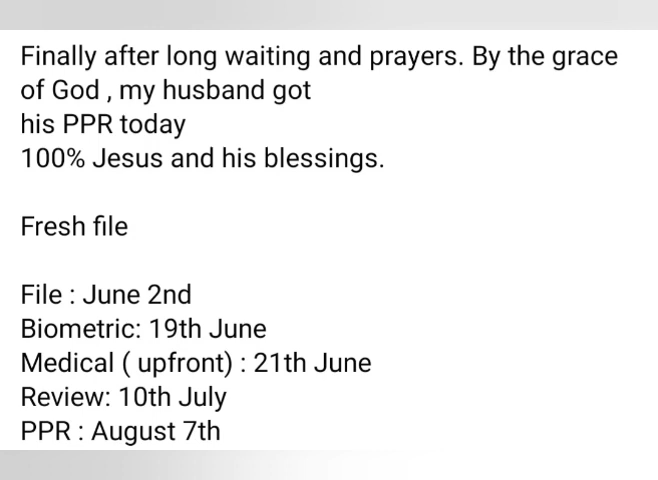 Finally after long waiting and prayers. By the grace
of God , my husband got
his PPR today
100% Jesus and his blessings.
Fresh file
File : June 2nd
Biometric: 19th June
Medical ( upfront) : 21th June
Review: 10th July
PPR : August 7th